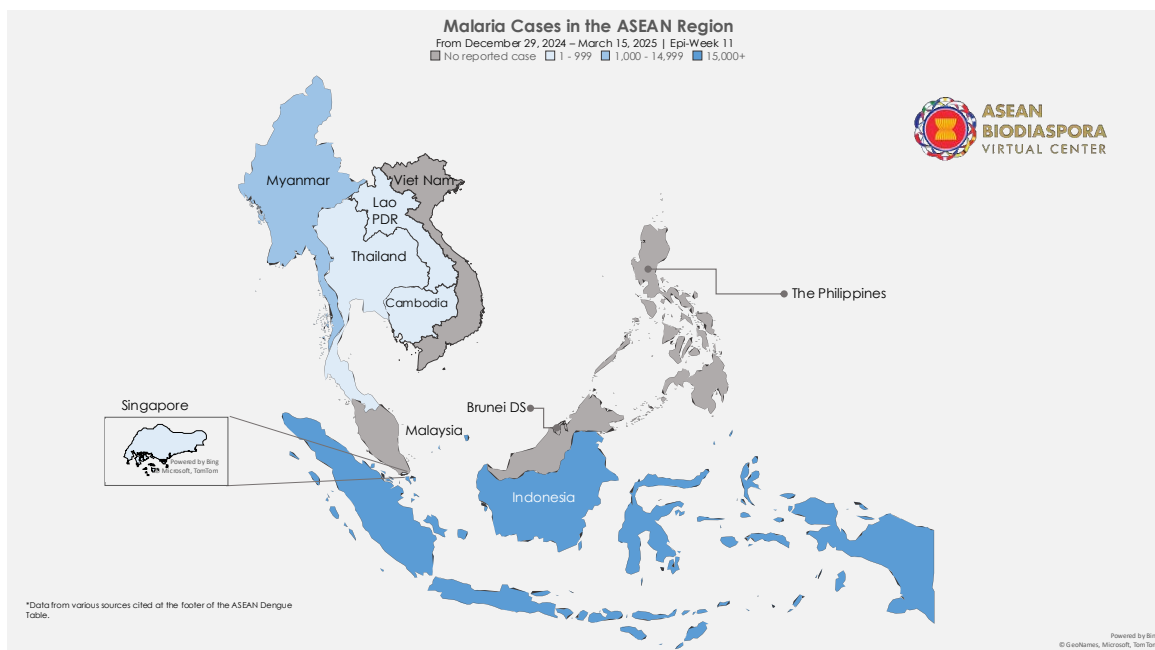 Malaria Cases in the ASEAN Region
From December 29, 2024 – March 15, 2025 | Epi-Week 11
No reported case 1 - 999 1,000 - 14,999 15,000+
ASEAN
BIODIASPORA
VIRTUAL CENTER
Myanmar
Viet Nam
Lao
PDR
Thailand
Cambodia
The Philippines
Singapore
Brunei DS
Malaysia
Powered by Bing
© Microsoft, TomTom
Indonesia
*Data from various sources cited at the footer of the ASEAN Dengue
Table.
Powered by Bing
© GeoNames, Microsoft, TomTom